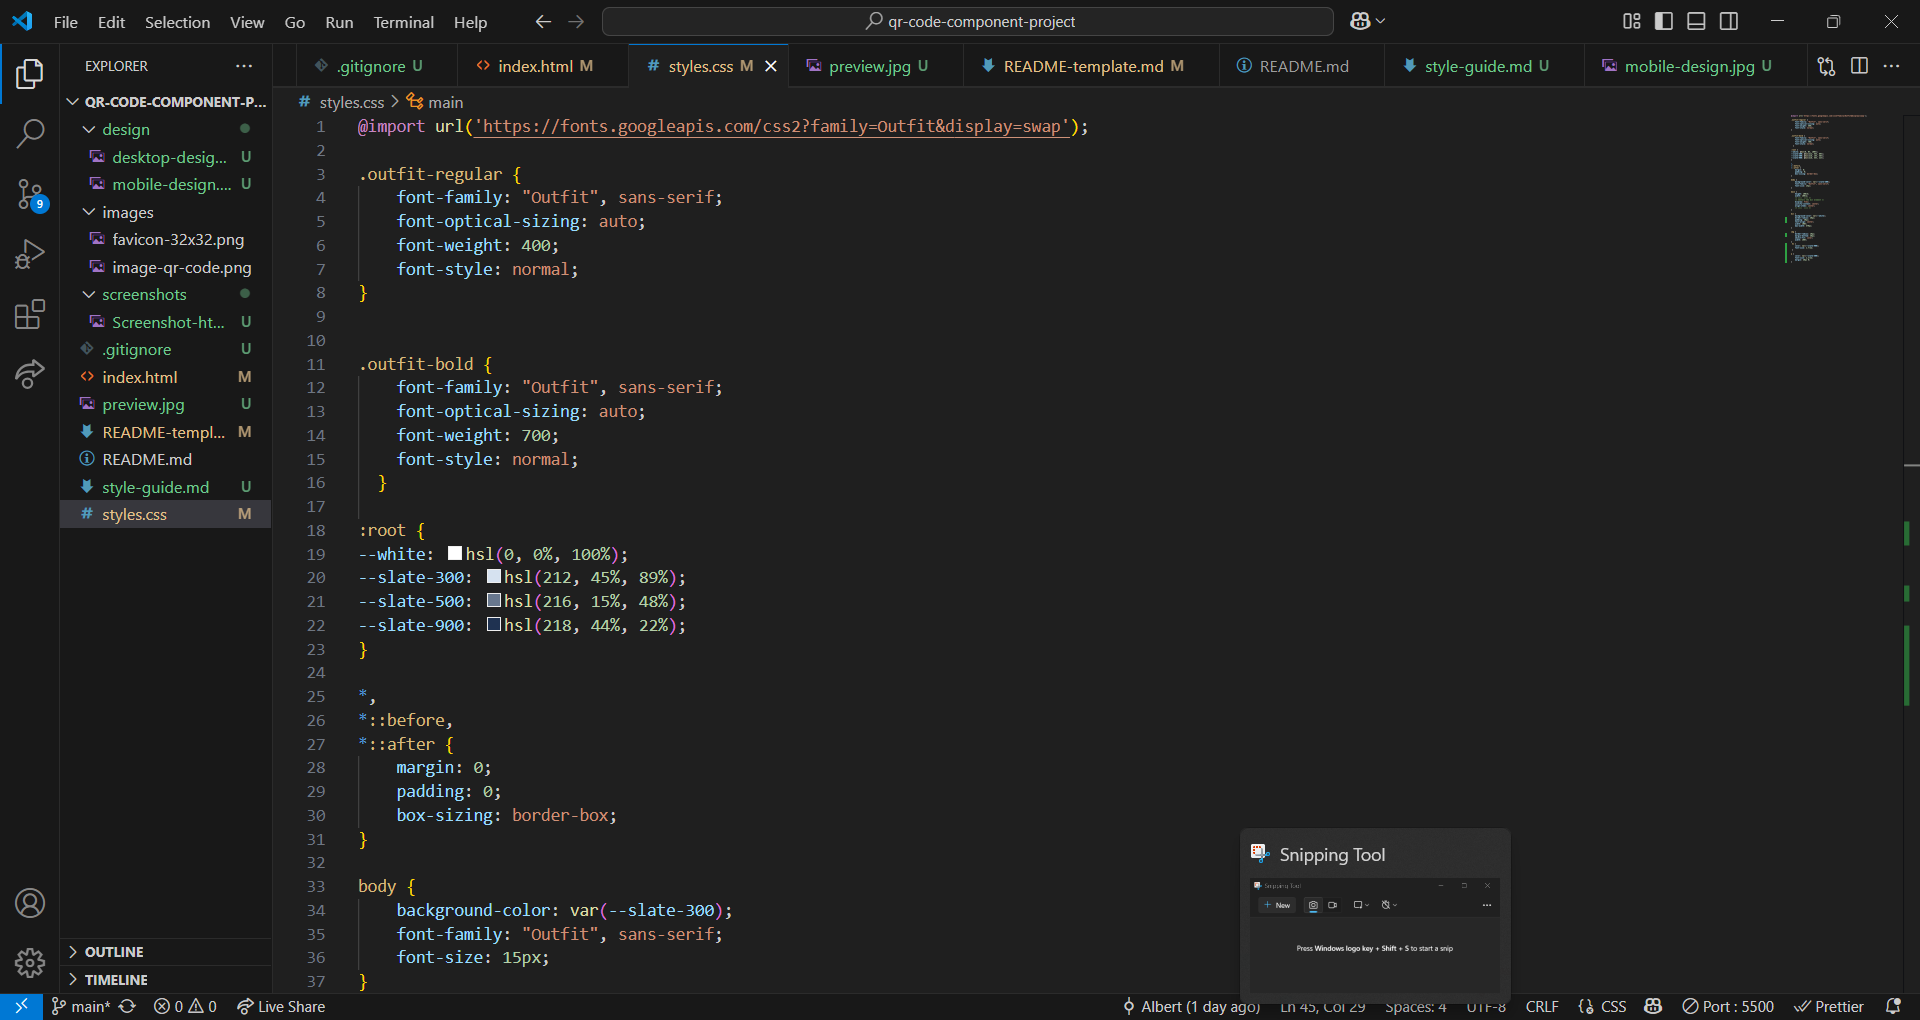 File Edit Selection View Go Run Terminal Help
qr-code-component-project
EXPLORER
.gitignore U
index.html M
styles.css M
preview.jpg U
README-template.md M
README.md
style-guide.md U
mobile-design.jpg U
QR-CODE-COMPONENT-P...
design
desktop-desig... U
mobile-design.... U
images
favicon-32x32.png
image-qr-code.png
screenshots
Screenshot-ht... U
.gitignore U
index.html M
preview.jpg U
README-templ... M
README.md
style-guide.md U
styles.css M
OUTLINE
TIMELINE
9
# styles.css > main
1 @import url('https://fonts.googleapis.com/css2?family=Outfit&display=swap');
2
3 .outfit-regular {
4 font-family: "Outfit", sans-serif;
5 font-optical-sizing: auto;
6 font-weight: 400;
7 font-style: normal;
8 }
9
10
11 .outfit-bold {
12 font-family: "Outfit", sans-serif;
13 font-optical-sizing: auto;
14 font-weight: 700;
15 font-style: normal;
16 }
17
18 :root {
19 --white: hsl(0, 0%, 100%);
20 --slate-300: hsl(212, 45%, 89%);
21 --slate-500: hsl(216, 15%, 48%);
22 --slate-900: hsl(218, 44%, 22%);
23 }
24
25 *,
26 *::before,
27 *::after {
28 margin: 0;
29 padding: 0;
30 box-sizing: border-box;
31 }
32
33 body {
34 background-color: var(--slate-300);
35 font-family: "Outfit", sans-serif;
36 font-size: 15px;
37 }
Snipping Tool
Snipping Tool
New
Press Windows logo key + Shift + S to start a snip
main* 0 0 Live Share
Albert (1 day ago) Ln 45, Col 29 Spaces: 4 UTF-8 CRLF {} CSS Port : 5500 Prettier